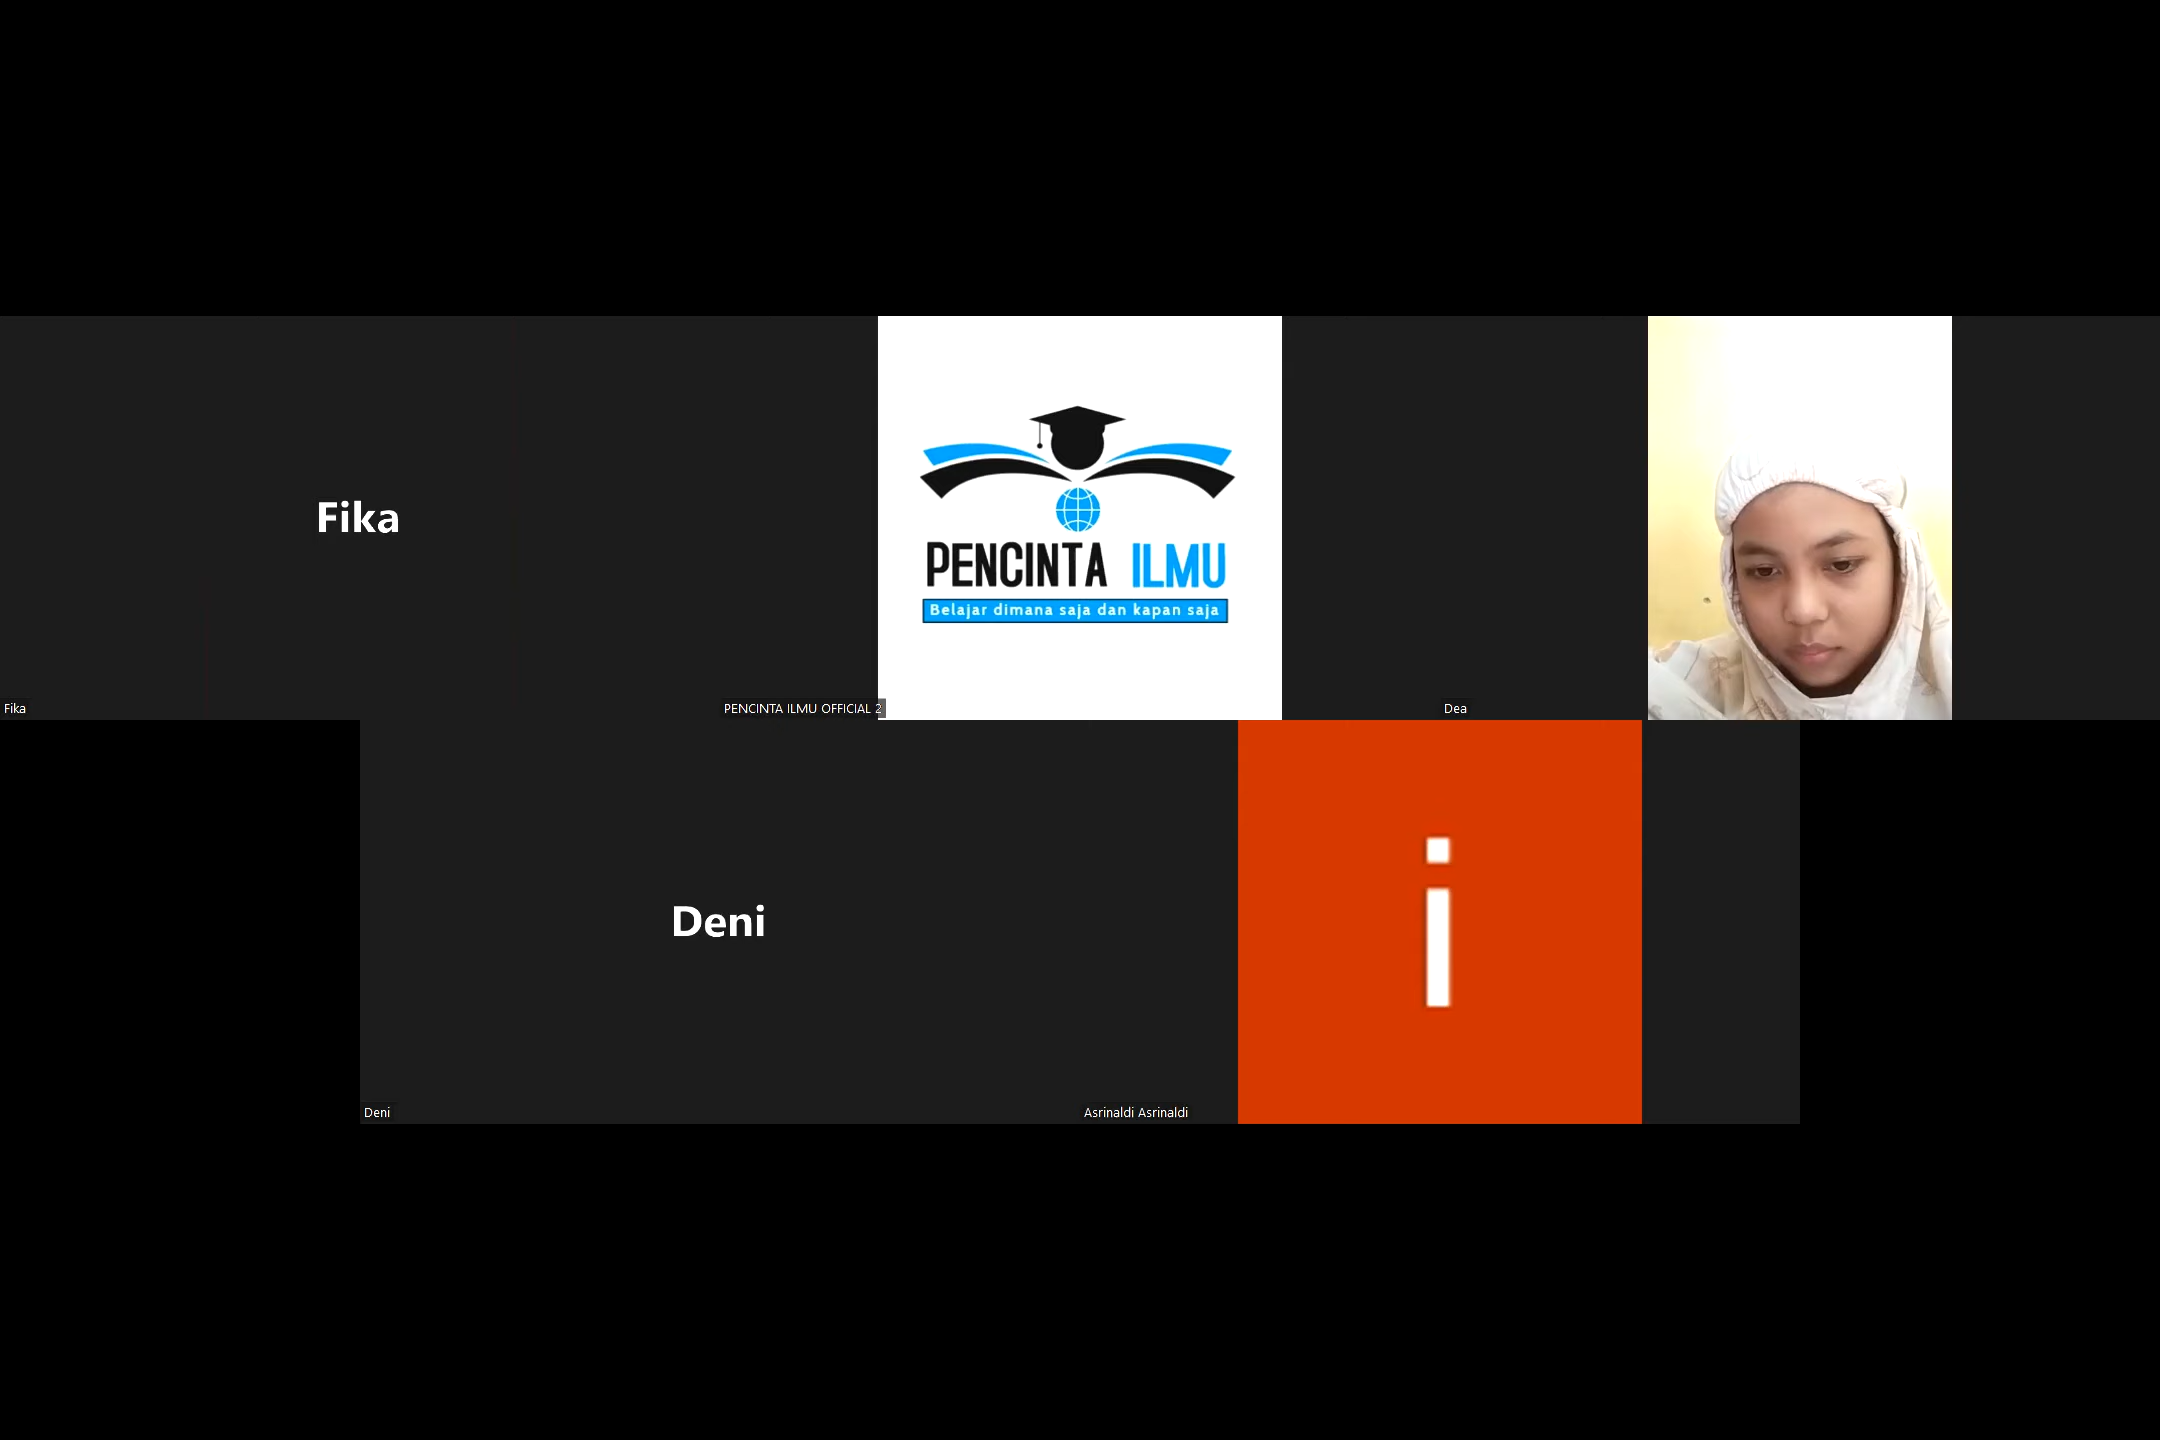 Fika
Fika
PENCINTA ILMU
Belajar dimana saja dan kapan saja
PENCINTA ILMU OFFICIAL 2
Dea
Deni
Deni
i
Asrinaldi Asrinaldi